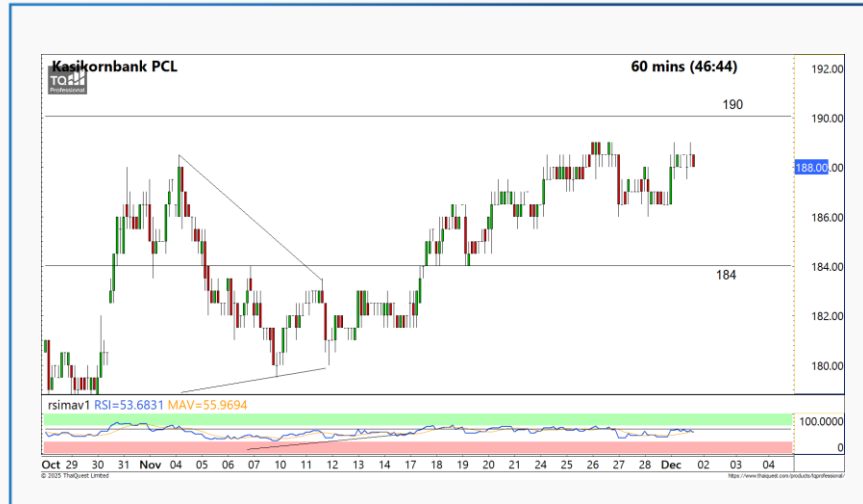 Kasikornbank PCL
60 mins (46:44)
TQ
Professional
192.00
190
190.00
188.00
188.00
186.00
184.00
184
182.00
180.00
rsimav1 RSI=53.6831 MAV=55.9694
100.0000
0
Oct 29 30 31 Nov 04 05 06 07 10 11 12 13 14 17 18 19 20 21 24 25 26 27 28 Dec 02 03 04
© 2025 ThaiQuest Limited
https://www.thaiquest.com/products/tqprofessional/